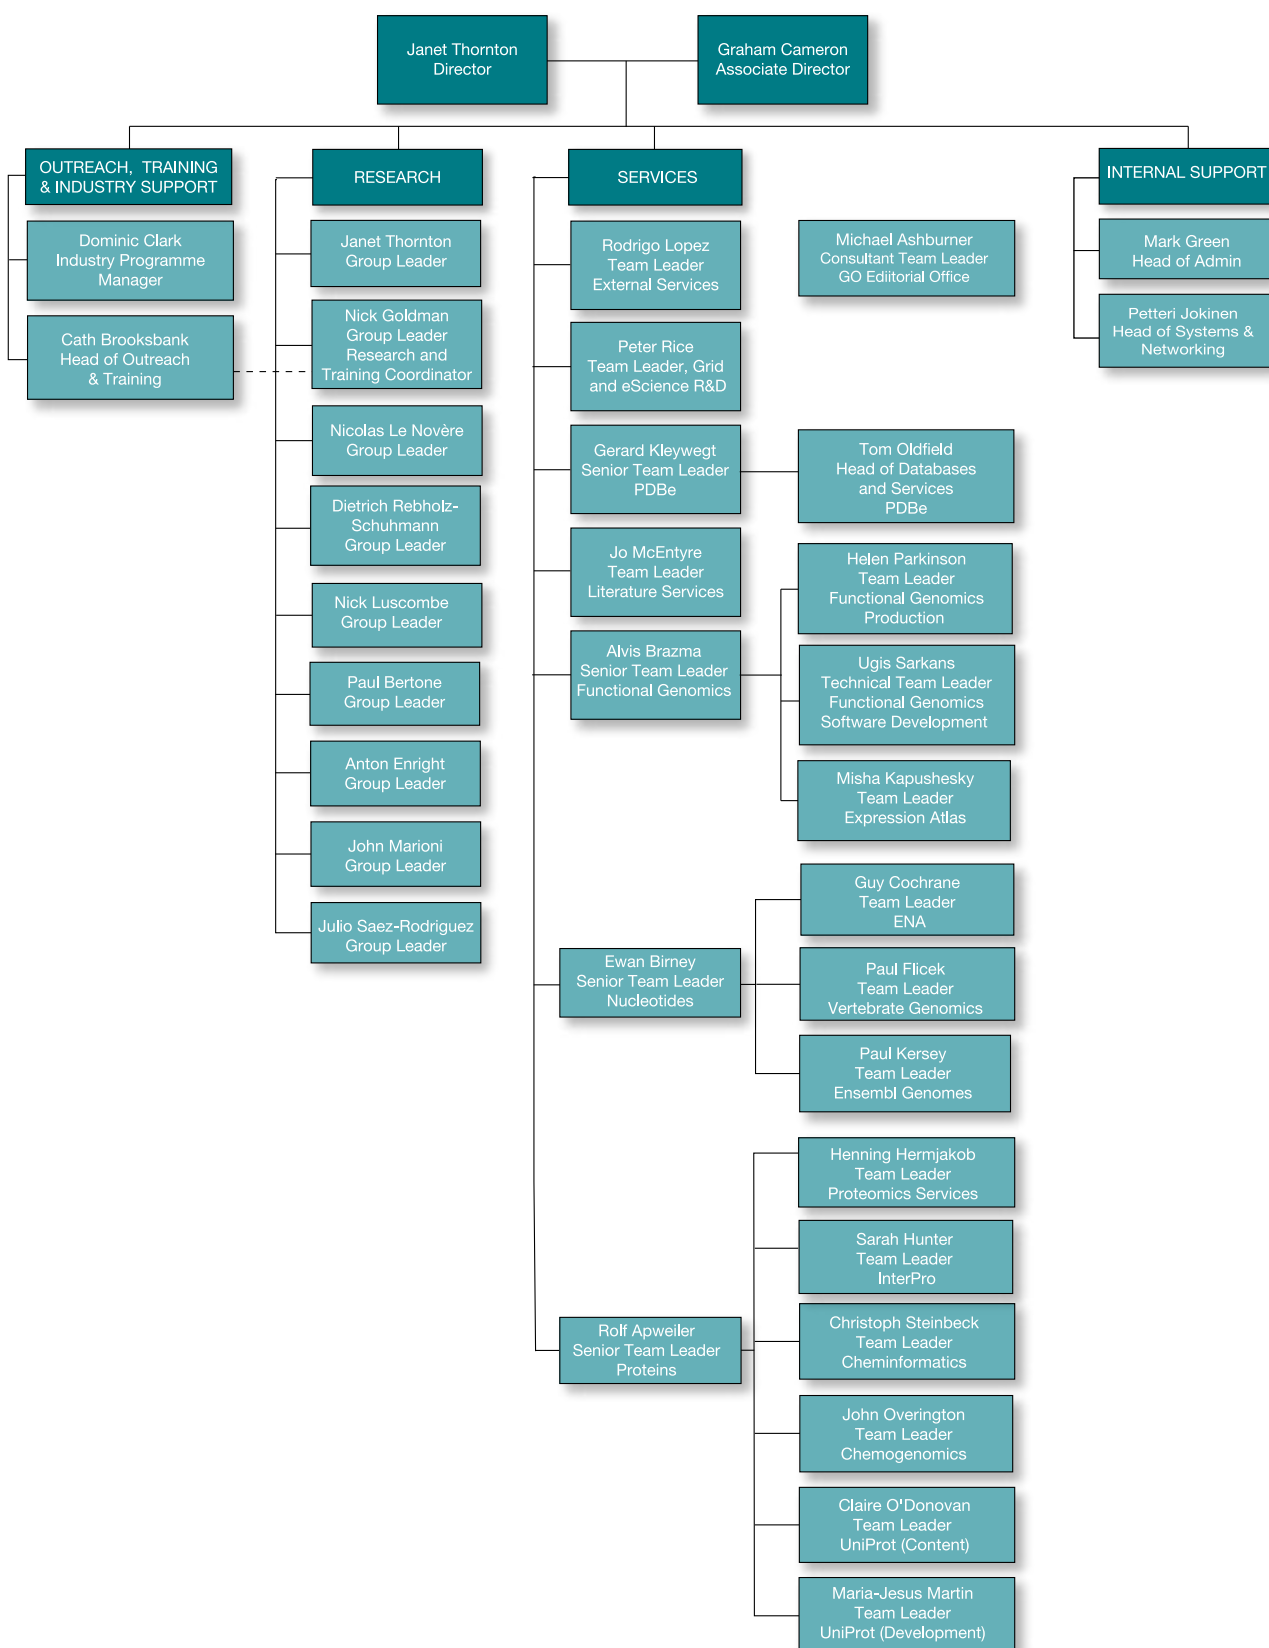 Janet Thornton
Director
Graham Cameron
Associate Director
OUTREACH, TRAINING
& INDUSTRY SUPPORT
Dominic Clark
Industry Programme
Manager
Cath Brooksbank
Head of Outreach
& Training
RESEARCH
Janet Thornton
Group Leader
Nick Goldman
Group Leader
Research and
Training Coordinator
Nicolas Le Novère
Group Leader
Dietrich Rebholz-
Schuhmann
Group Leader
Nick Luscombe
Group Leader
Paul Bertone
Group Leader
Anton Enright
Group Leader
John Marioni
Group Leader
Julio Saez-Rodriguez
Group Leader
SERVICES
Rodrigo Lopez
Team Leader
External Services
Michael Ashburner
Consultant Team Leader
GO Ediitorial Office
Peter Rice
Team Leader, Grid
and eScience R&D
Gerard Kleywegt
Senior Team Leader
PDBe
Tom Oldfield
Head of Databases
and Services
PDBe
Jo McEntyre
Team Leader
Literature Services
Alvis Brazma
Senior Team Leader
Functional Genomics
Helen Parkinson
Team Leader
Functional Genomics
Production
Ugis Sarkans
Technical Team Leader
Functional Genomics
Software Development
Misha Kapushesky
Team Leader
Expression Atlas
Ewan Birney
Senior Team Leader
Nucleotides
Guy Cochrane
Team Leader
ENA
Paul Flicek
Team Leader
Vertebrate Genomics
Paul Kersey
Team Leader
Ensembl Genomes
Rolf Apweiler
Senior Team Leader
Proteins
Henning Hermjakob
Team Leader
Proteomics Services
Sarah Hunter
Team Leader
InterPro
Christoph Steinbeck
Team Leader
Cheminformatics
John Overington
Team Leader
Chemogenomics
Claire O'Donovan
Team Leader
UniProt (Content)
Maria-Jesus Martin
Team Leader
UniProt (Development)
INTERNAL SUPPORT
Mark Green
Head of Admin
Petteri Jokinen
Head of Systems &
Networking